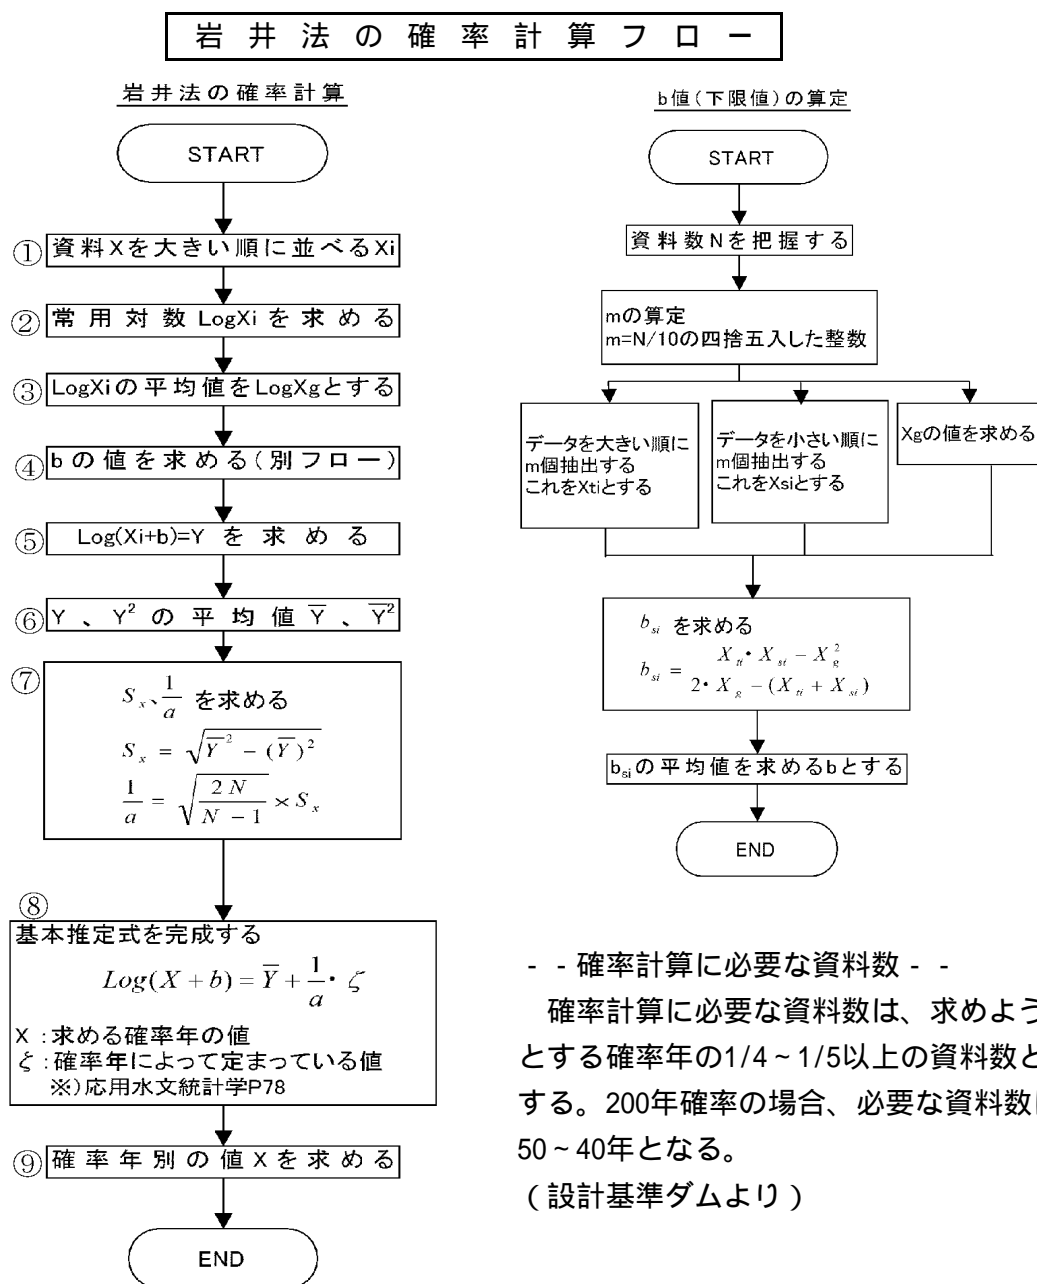 岩井法の確率計算フロー
岩井法の確率計算
START
① 資料Xを大きい順に並べるXi
② 常用対数LogXiを求める
③ LogXiの平均値をLogXgとする
④ bの値を求める(別フロー)
⑤ Log(Xi+b)=Yを求める
⑥ Y、Y²の平均値Y̅、Y̅²
⑦
Sₓ、1/a を求める
Sₓ = √(Y̅² − (Y̅)²)
1/a = √(2N/(N−1)) × Sₓ
⑧
基本推定式を完成する
Log(X + b) = Y̅ + 1/a・ζ
X:求める確率年の値
ζ:確率年によって定まっている値
※)応用水文統計学P78
⑨ 確率年別の値Xを求める
END
b値(下限値)の算定
START
資料数Nを把握する
mの算定
m=N/10の四捨五入した整数
データを大きい順に
m個抽出する
これをXtiとする
データを小さい順に
m個抽出する
これをXsiとする
Xgの値を求める
b_si を求める
b_si = (X_ti・X_si − X_g²) / (2・X_g − (X_ti + X_si))
b_siの平均値を求めるbとする
END
- - 確率計算に必要な資料数 - -
確率計算に必要な資料数は、求めよう
とする確率年の1/4~1/5以上の資料数と
する。200年確率の場合、必要な資料数
50~40年となる。
(設計基準ダムより)